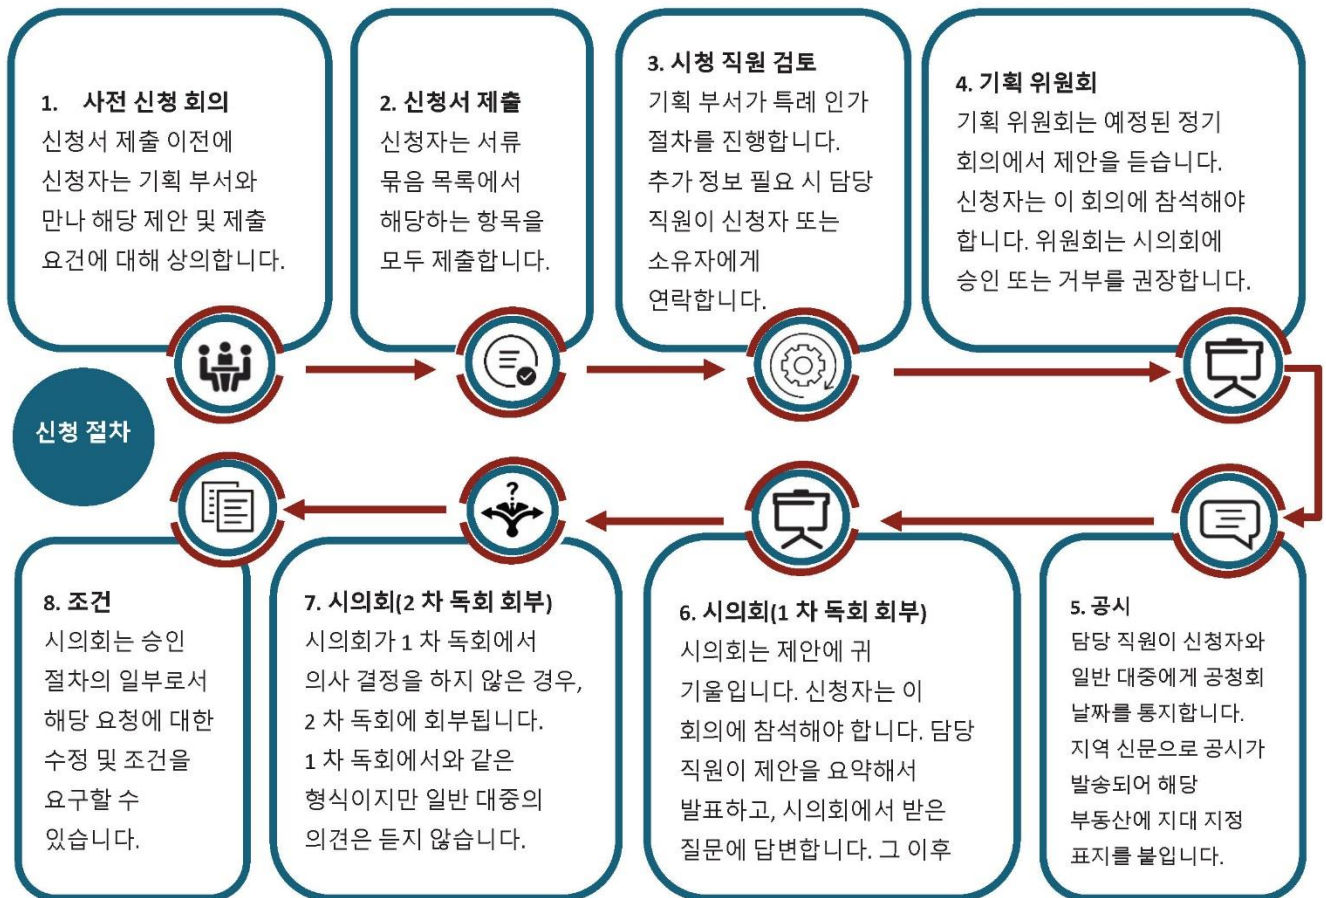 1. 사전 신청 회의
신청서 제출 이전에
신청자는 기획 부서와
만나 해당 제안 및 제출
요건에 대해 상의합니다.
2. 신청서 제출
신청자는 서류
묶음 목록에서
해당하는 항목을
모두 제출합니다.
3. 시청 직원 검토
기획 부서가 특례 인가
절차를 진행합니다.
추가 정보 필요 시 담당
직원이 신청자 또는
소유자에게
연락합니다.
4. 기획 위원회
기획 위원회는 예정된 정기
회의에서 제안을 듣습니다.
신청자는 이 회의에 참석해야
합니다. 위원회는 시의회에
승인 또는 거부를 권장합니다.
신청 절차
5. 공시
담당 직원이 신청자와
일반 대중에게 공청회
날짜를 통지합니다.
지역 신문으로 공시가
발송되어 해당
부동산에 지대 지정
표지를 붙입니다.
6. 시의회(1 차 독회 회부)
시의회는 제안에 귀
기울입니다. 신청자는 이
회의에 참석해야 합니다. 담당
직원이 제안을 요약해서
발표하고, 시의회에서 받은
질문에 답변합니다. 그 이후
7. 시의회(2 차 독회 회부)
시의회가 1 차 독회에서
의사 결정을 하지 않은 경우,
2 차 독회에 회부됩니다.
1 차 독회에서와 같은
형식이지만 일반 대중의
의견은 듣지 않습니다.
8. 조건
시의회는 승인
절차의 일부로서
해당 요청에 대한
수정 및 조건을
요구할 수
있습니다.
?